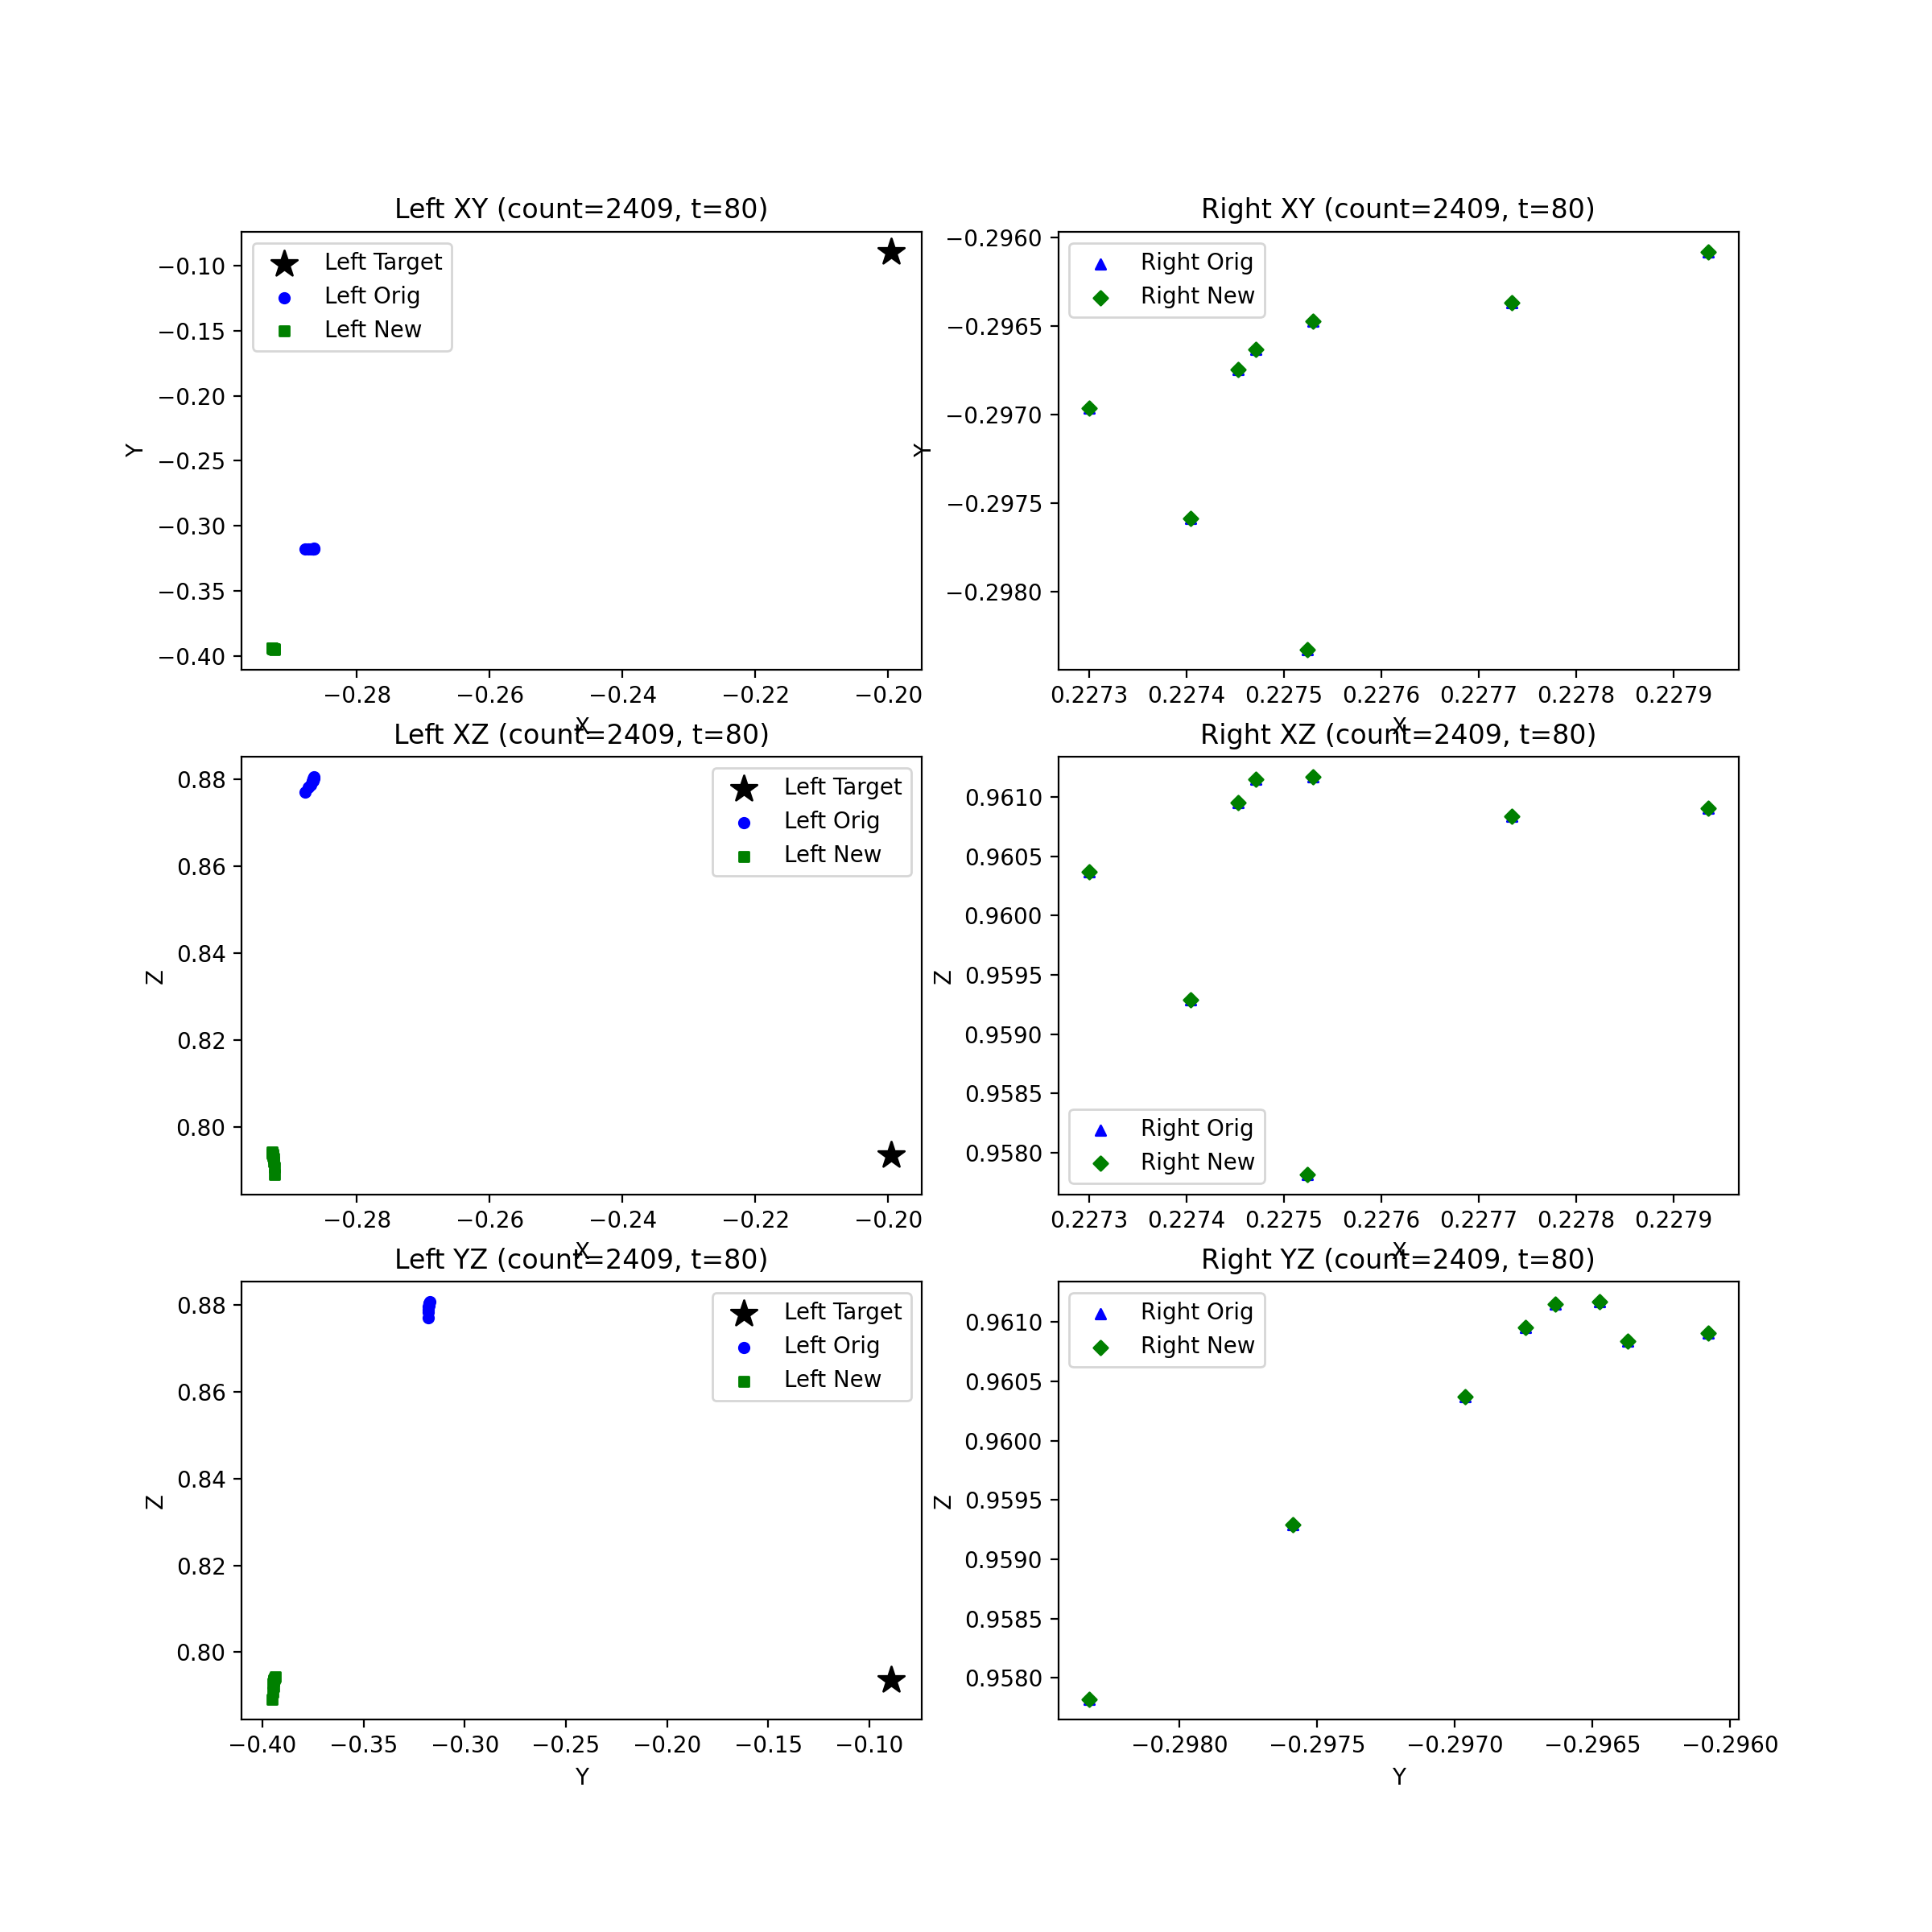 Left XY (count=2409, t=80)
Left Target
Left Orig
Left New
−0.10
−0.15
−0.20
−0.25
−0.30
−0.35
−0.40
Y
−0.28 −0.26 −0.24 −0.22 −0.20
X
Right XY (count=2409, t=80)
Right Orig
Right New
−0.2960
−0.2965
−0.2970
−0.2975
−0.2980
Y
0.2273 0.2274 0.2275 0.2276 0.2277 0.2278 0.2279
X
Left XZ (count=2409, t=80)
Left Target
Left Orig
Left New
0.88
0.86
0.84
0.82
0.80
Z
−0.28 −0.26 −0.24 −0.22 −0.20
X
Right XZ (count=2409, t=80)
0.9610
0.9605
0.9600
0.9595
0.9590
0.9585
0.9580
Z
Right Orig
Right New
0.2273 0.2274 0.2275 0.2276 0.2277 0.2278 0.2279
X
Left YZ (count=2409, t=80)
Left Target
Left Orig
Left New
0.88
0.86
0.84
0.82
0.80
Z
−0.40 −0.35 −0.30 −0.25 −0.20 −0.15 −0.10
Y
Right YZ (count=2409, t=80)
Right Orig
Right New
0.9610
0.9605
0.9600
0.9595
0.9590
0.9585
0.9580
Z
−0.2980 −0.2975 −0.2970 −0.2965 −0.2960
Y